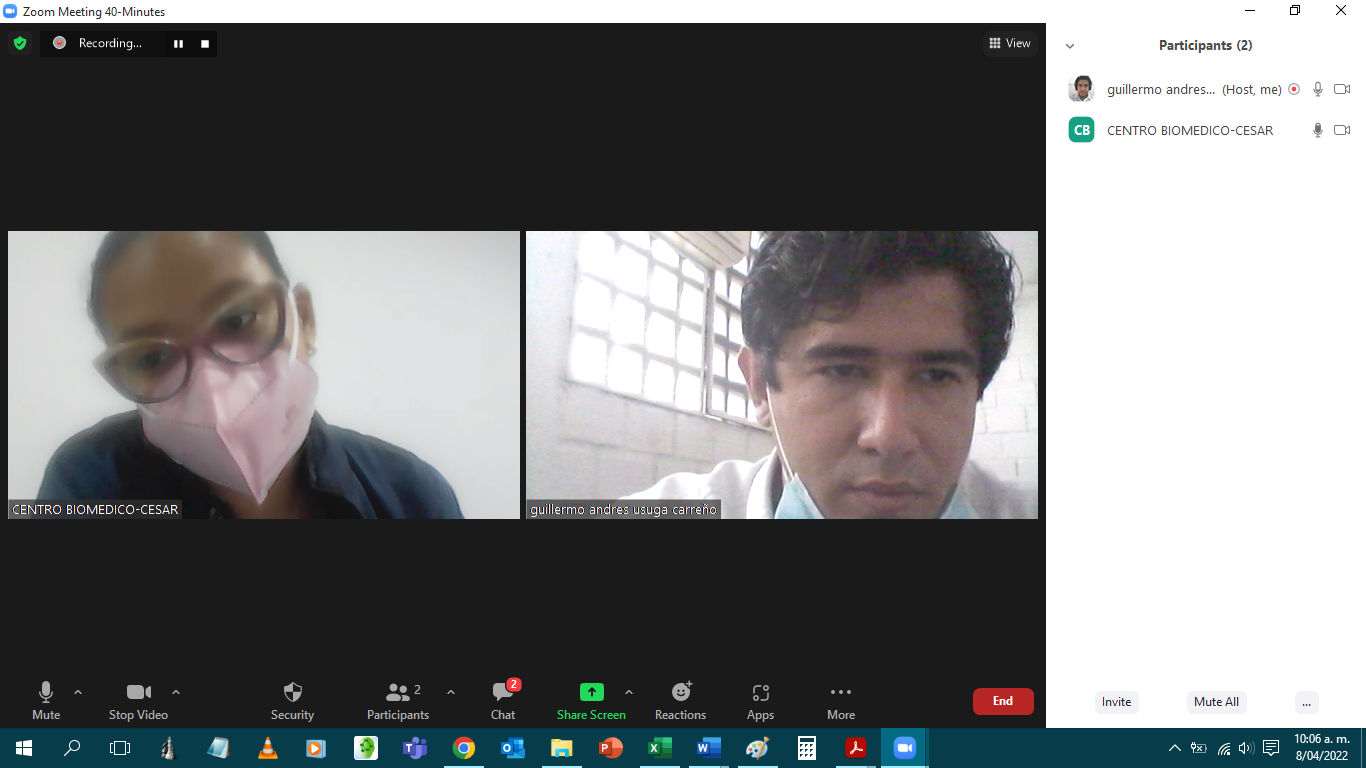 Zoom Meeting 40-Minutes
Recording...
View
Participants (2)
guillermo andres... (Host, me)
CB CENTRO BIOMEDICO-CESAR
CENTRO BIOMEDICO-CESAR
guillermo andres usuga carreño
Mute
Stop Video
Security
2
Participants
2
Chat
Share Screen
Reactions
Apps
More
End
Invite
Mute All
...
10:06 a. m.
8/04/2022